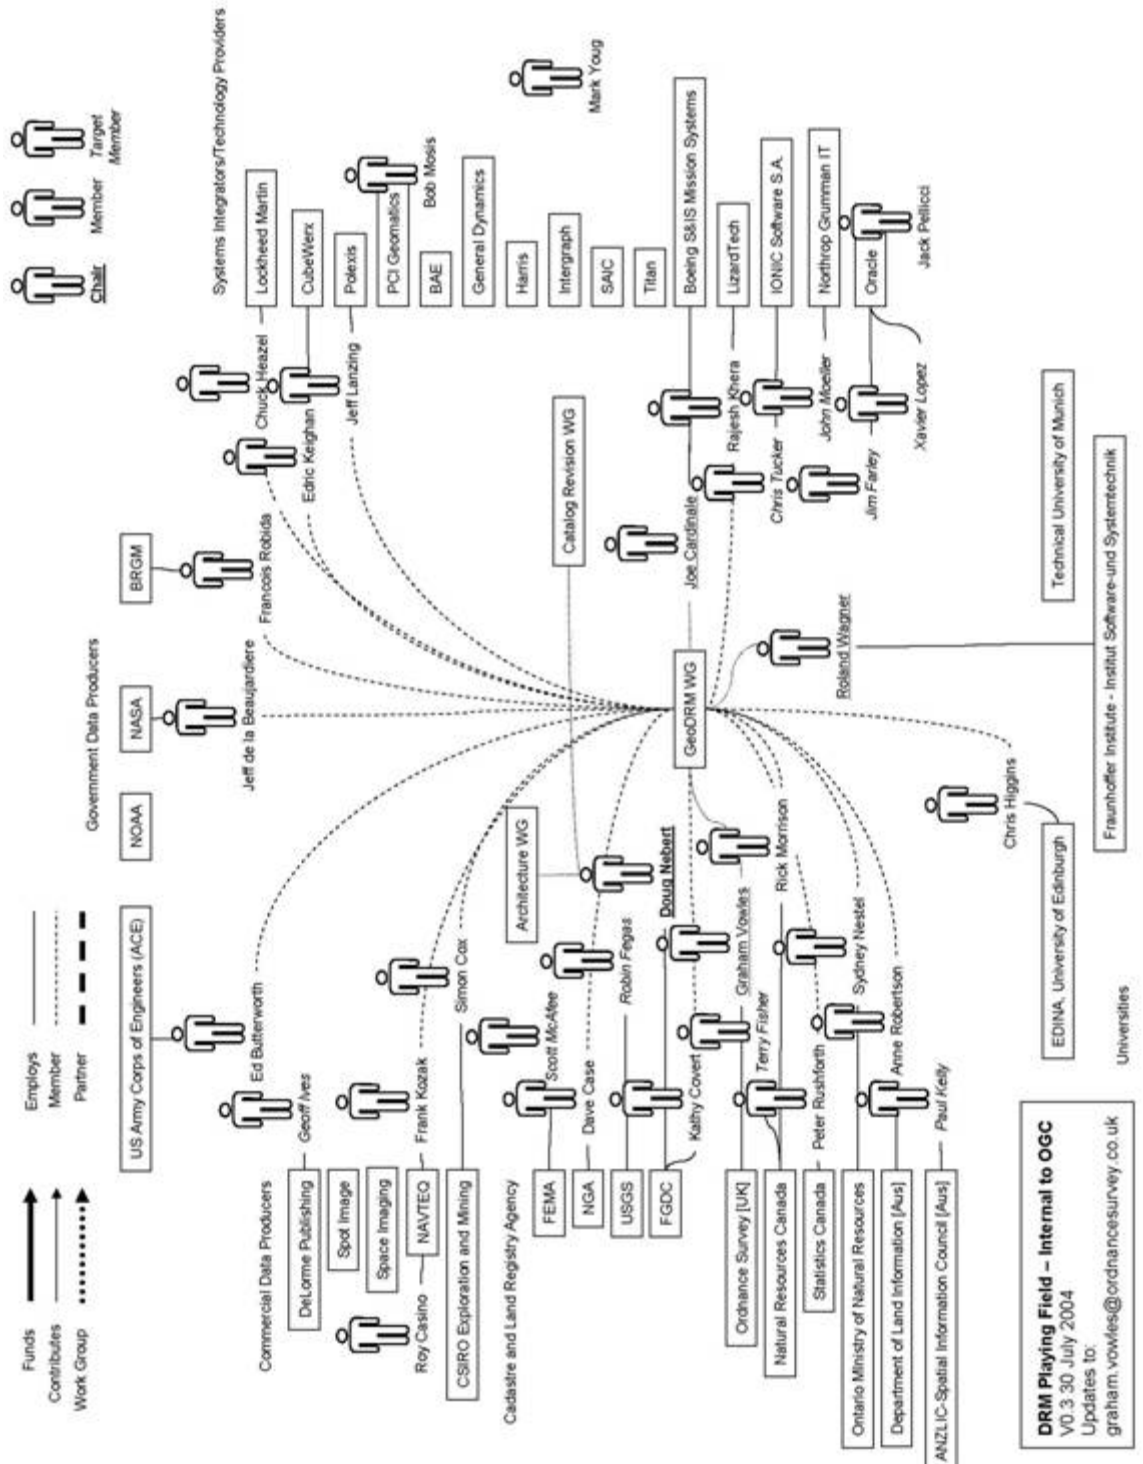 Funds
Contributes
Work Group
Employs
Member
Partner
Chair
Member
Target
Member
Government Data Producers
US Army Corps of Engineers (ACE)
NOAA
NASA
BRGM
Ed Butterworth
Jeff de la Beaujardiere
Francois Robida
Systems Integrators/Technology Providers
Lockheed Martin
Chuck Heazel
CubeWerx
Edric Keighan
Polexis
Jeff Lanzing
PCI Geomatics
Bob Mosis
BAE
General Dynamics
Harris
Intergraph
Mark Youg
SAIC
Titan
Boeing S&IS Mission Systems
Joe Cardinale
LizardTech
Rajesh Khera
IONIC Software S.A.
Chris Tucker
Northrop Grumman IT
John Moeller
Oracle
Jim Farley
Xavier Lopez
Jack Pellicci
Commercial Data Producers
DeLorme Publishing
Geoff Ives
Spot Image
Space Imaging
NAVTEQ
Roy Casino
Frank Kozak
CSIRO Exploration and Mining
Simon Cox
Cadastre and Land Registry Agency
FEMA
Scott McAfee
NGA
Dave Case
USGS
Robin Fegas
FGDC
Doug Nebert
Kathy Covert
Ordnance Survey [UK]
Graham Vowles
Terry Fisher
Natural Resources Canada
Rick Morrison
Statistics Canada
Peter Rushforth
Ontario Ministry of Natural Resources
Sydney Nestel
Department of Land Information [Aus]
Anne Robertson
ANZLIC-Spatial Information Council [Aus]
Paul Kelly
Architecture WG
Catalog Revision WG
GeoDRM WG
Roland Wagner
Chris Higgins
EDINA, University of Edinburgh
Technical University of Munich
Fraunhoffer Institute - Institut Software-und Systemtechnik
Universities
DRM Playing Field – Internal to OGC
V0.3 30 July 2004
Updates to:
graham.vowles@ordnancesurvey.co.uk